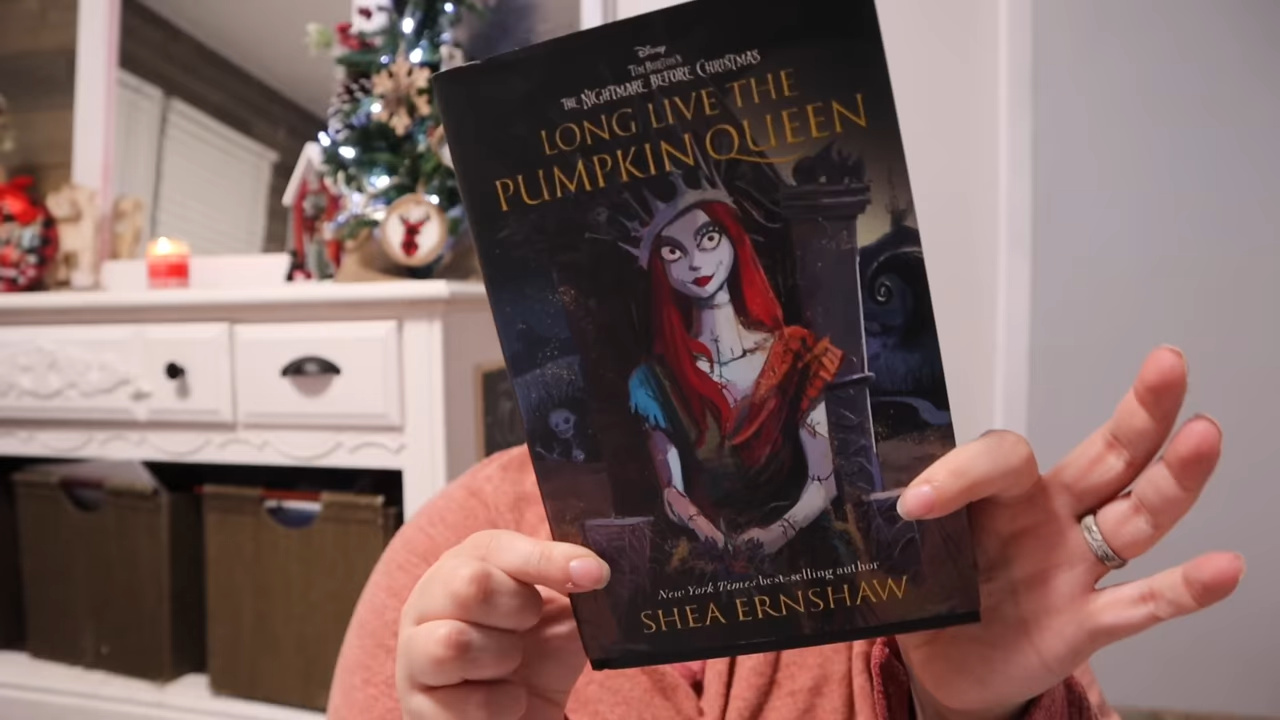 Disney
TIM BURTON'S
THE NIGHTMARE BEFORE CHRISTMAS
LONG LIVE THE
PUMPKIN QUEEN
New York Times best-selling author
SHEA ERNSHAW